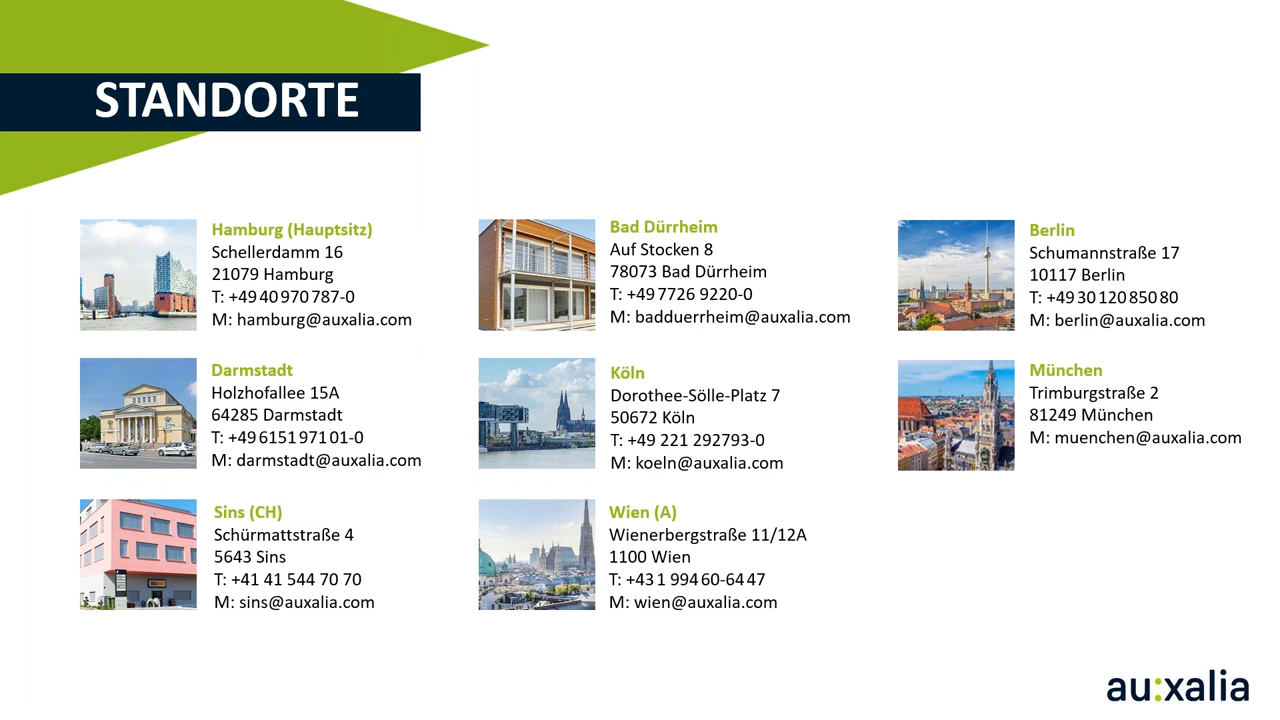 STANDORTE
Hamburg (Hauptsitz)
Schellerdamm 16
21079 Hamburg
T: +49 40 970 787-0
M: hamburg@auxalia.com
Bad Dürrheim
Auf Stocken 8
78073 Bad Dürrheim
T: +49 7726 9220-0
M: badduerrheim@auxalia.com
Berlin
Schumannstraße 17
10117 Berlin
T: +49 30 120 850 80
M: berlin@auxalia.com
Darmstadt
Holzhofallee 15A
64285 Darmstadt
T: +49 6151 971 01-0
M: darmstadt@auxalia.com
Köln
Dorothee-Sölle-Platz 7
50672 Köln
T: +49 221 292793-0
M: koeln@auxalia.com
München
Trimburgstraße 2
81249 München
M: muenchen@auxalia.com
Sins (CH)
Schürmattstraße 4
5643 Sins
T: +41 41 544 70 70
M: sins@auxalia.com
Wien (A)
Wienerbergstraße 11/12A
1100 Wien
T: +43 1 994 60-64 47
M: wien@auxalia.com
au:xalia